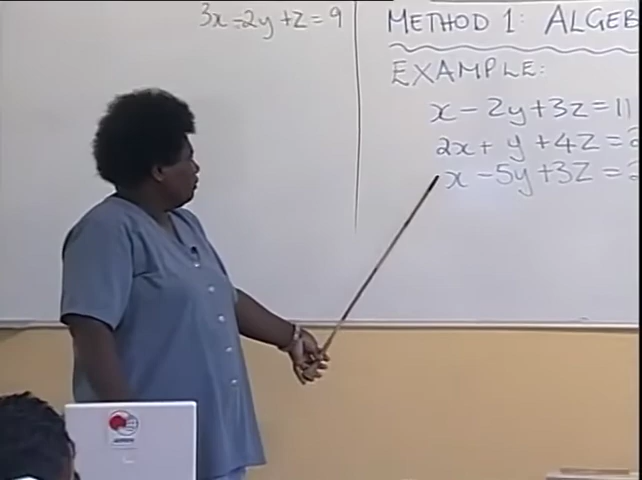 3x-2y+z=9
METHOD 1: ALGEB
EXAMPLE:
x-2y+3z=11
2x+y+4z=
x-5y+3z=